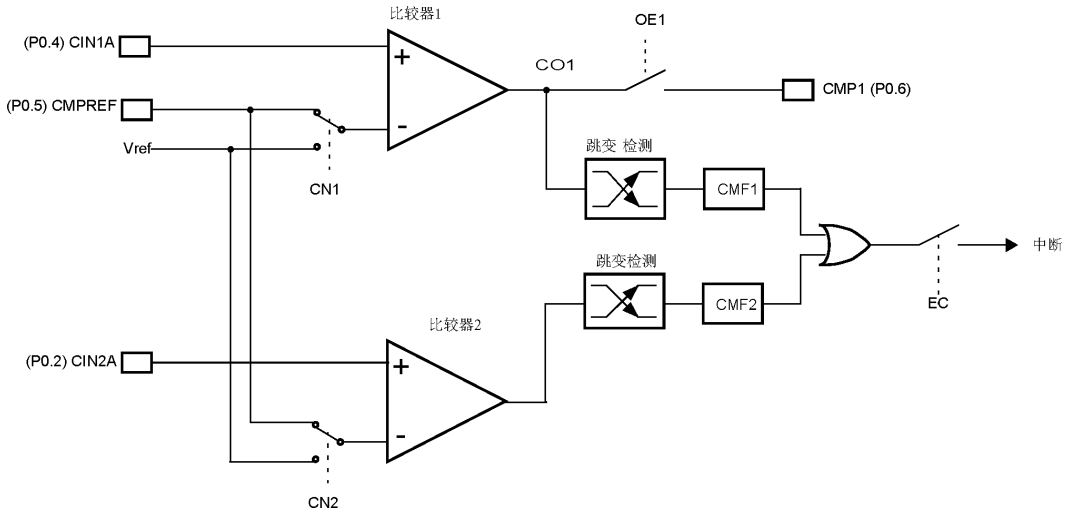 比较器1
OE1
(P0.4) CIN1A
+
CO1
CMP1 (P0.6)
(P0.5) CMPREF
-
Vref
跳变 检测
CN1
CMF1
中断
跳变检测
EC
CMF2
比较器2
(P0.2) CIN2A
+
-
CN2